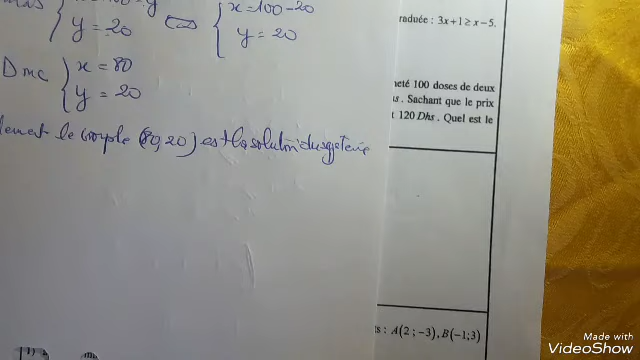 y = 20 ⟺ { x = 100 - 20
y = 20
Donc { x = 80
y = 20
le couple (80, 20) est la solution du système
raduée : 3x+1 ≥ x-5.
neté 100 doses de deux
. Sachant que le prix
120 Dhs. Quel est le
: A(2 ; -3), B(-1;3)
Made with
VideoShow